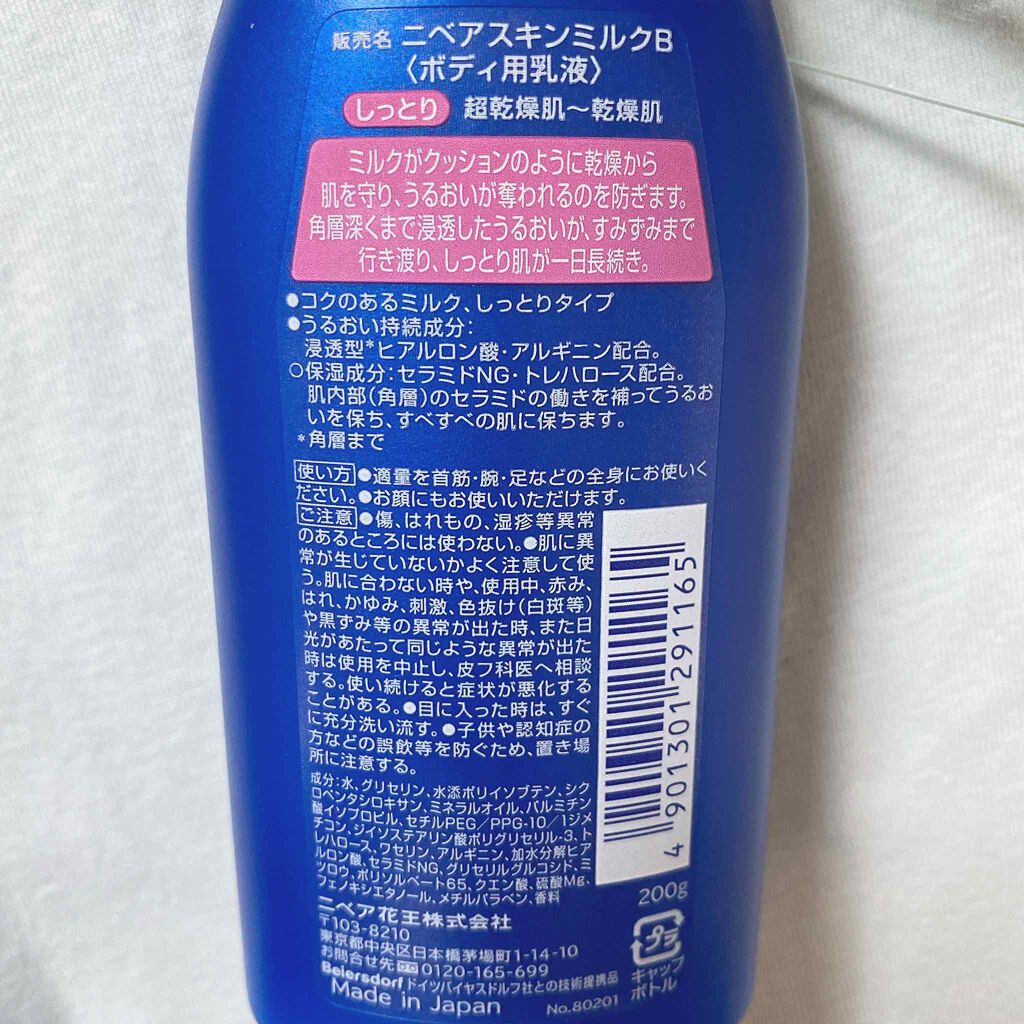 販売名 ニベアスキンミルクB
〈ボディ用乳液〉
しっとり 超乾燥肌～乾燥肌
ミルクがクッションのように乾燥から
肌を守り、うるおいが奪われるのを防ぎます。
角層深くまで浸透したうるおいが、すみずみまで
行き渡り、しっとり肌が一日長続き。
●コクのあるミルク、しっとりタイプ
●うるおい持続成分：
浸透型*ヒアルロン酸・アルギニン配合。
○保湿成分：セラミドNG・トレハロース配合。
肌内部（角層）のセラミドの働きを補ってうるお
いを保ち、すべすべの肌に保ちます。
*角層まで
使い方 ●適量を首筋・腕・足などの全身にお使いく
ださい。●お顔にもお使いいただけます。
ご注意 ●傷、はれもの、湿疹等異常
のあるところには使わない。●肌に異
常が生じていないかよく注意して使
う。肌に合わない時や、使用中、赤み、
はれ、かゆみ、刺激、色抜け（白斑等）
や黒ずみ等の異常が出た時、また日
光があたって同じような異常が出た
時は使用を中止し、皮フ科医へ相談
する。使い続けると症状が悪化する
ことがある。●目に入った時は、すぐ
に充分洗い流す。●子供や認知症の
方などの誤飲等を防ぐため、置き場
所に注意する。
成分：水、グリセリン、水添ポリイソブテン、シク
ロペンタシロキサン、ミネラルオイル、パルミチン
酸イソプロピル、セチルPEG／PPG-10／1ジメ
チコン、ジイソステアリン酸ポリグリセリル-3、ト
レハロース、ワセリン、アルギニン、加水分解ヒア
ルロン酸、セラミドNG、グリセリルグルコシド、ミ
ツロウ、ポリソルベート65、クエン酸、硫酸Mg、
フェノキシエタノール、メチルパラベン、香料
ニベア花王株式会社
〒103-8210
東京都中央区日本橋茅場町1-14-10
お問合せ先 0120-165-699
Beiersdorf ドイツバイヤスドルフ社との技術提携品
Made in Japan No.80201
4 901301 291165
200g
プラ
キャップ
ボトル